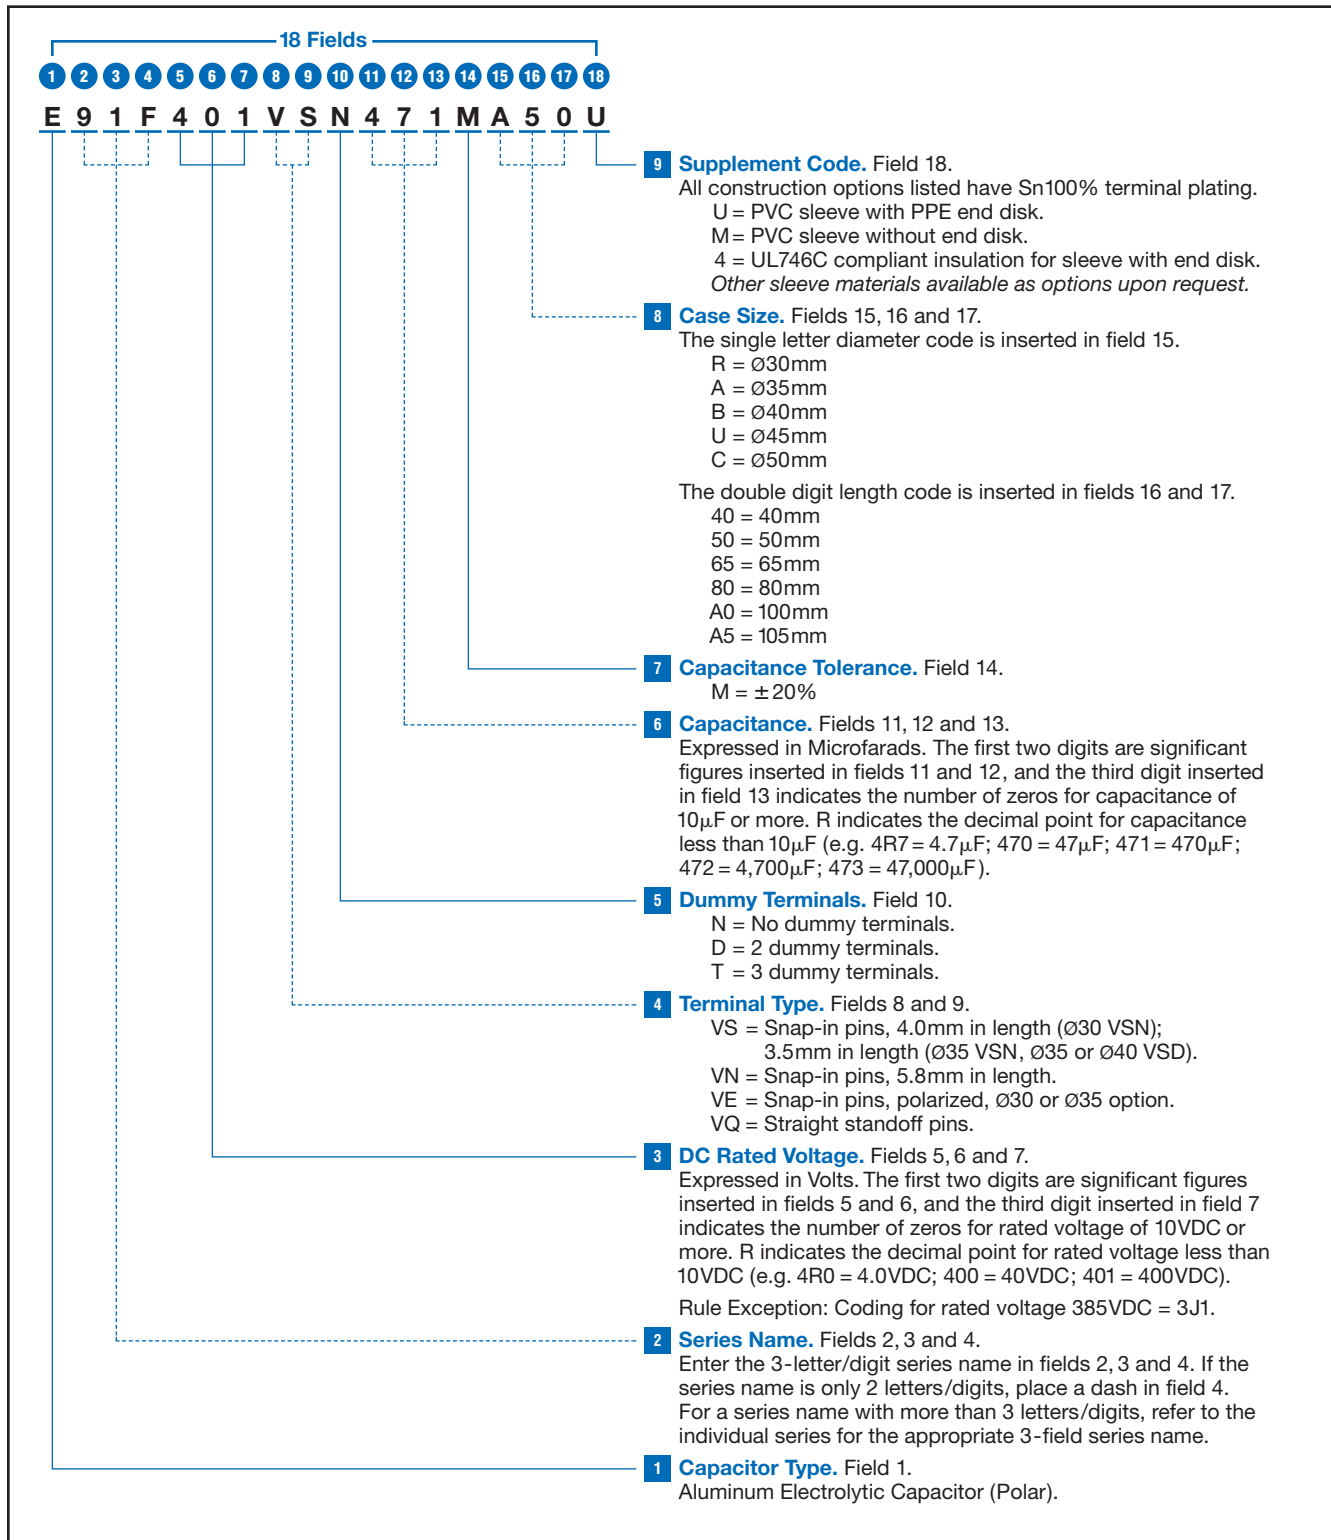 18 Fields
1 2 3 4 5 6 7 8 9 10 11 12 13 14 15 16 17 18
E 9 1 F 4 0 1 V S N 4 7 1 M A 5 0 U
9 Supplement Code. Field 18.
All construction options listed have Sn100% terminal plating.
U = PVC sleeve with PPE end disk.
M = PVC sleeve without end disk.
4 = UL746C compliant insulation for sleeve with end disk.
Other sleeve materials available as options upon request.
8 Case Size. Fields 15, 16 and 17.
The single letter diameter code is inserted in field 15.
R = Ø30mm
A = Ø35mm
B = Ø40mm
U = Ø45mm
C = Ø50mm
The double digit length code is inserted in fields 16 and 17.
40 = 40mm
50 = 50mm
65 = 65mm
80 = 80mm
A0 = 100mm
A5 = 105mm
7 Capacitance Tolerance. Field 14.
M = ±20%
6 Capacitance. Fields 11, 12 and 13.
Expressed in Microfarads. The first two digits are significant
figures inserted in fields 11 and 12, and the third digit inserted
in field 13 indicates the number of zeros for capacitance of
10µF or more. R indicates the decimal point for capacitance
less than 10µF (e.g. 4R7 = 4.7µF; 470 = 47µF; 471 = 470µF;
472 = 4,700µF; 473 = 47,000µF).
5 Dummy Terminals. Field 10.
N = No dummy terminals.
D = 2 dummy terminals.
T = 3 dummy terminals.
4 Terminal Type. Fields 8 and 9.
VS = Snap-in pins, 4.0mm in length (Ø30 VSN);
3.5mm in length (Ø35 VSN, Ø35 or Ø40 VSD).
VN = Snap-in pins, 5.8mm in length.
VE = Snap-in pins, polarized, Ø30 or Ø35 option.
VQ = Straight standoff pins.
3 DC Rated Voltage. Fields 5, 6 and 7.
Expressed in Volts. The first two digits are significant figures
inserted in fields 5 and 6, and the third digit inserted in field 7
indicates the number of zeros for rated voltage of 10VDC or
more. R indicates the decimal point for rated voltage less than
10VDC (e.g. 4R0 = 4.0VDC; 400 = 40VDC; 401 = 400VDC).
Rule Exception: Coding for rated voltage 385VDC = 3J1.
2 Series Name. Fields 2, 3 and 4.
Enter the 3-letter/digit series name in fields 2, 3 and 4. If the
series name is only 2 letters/digits, place a dash in field 4.
For a series name with more than 3 letters/digits, refer to the
individual series for the appropriate 3-field series name.
1 Capacitor Type. Field 1.
Aluminum Electrolytic Capacitor (Polar).